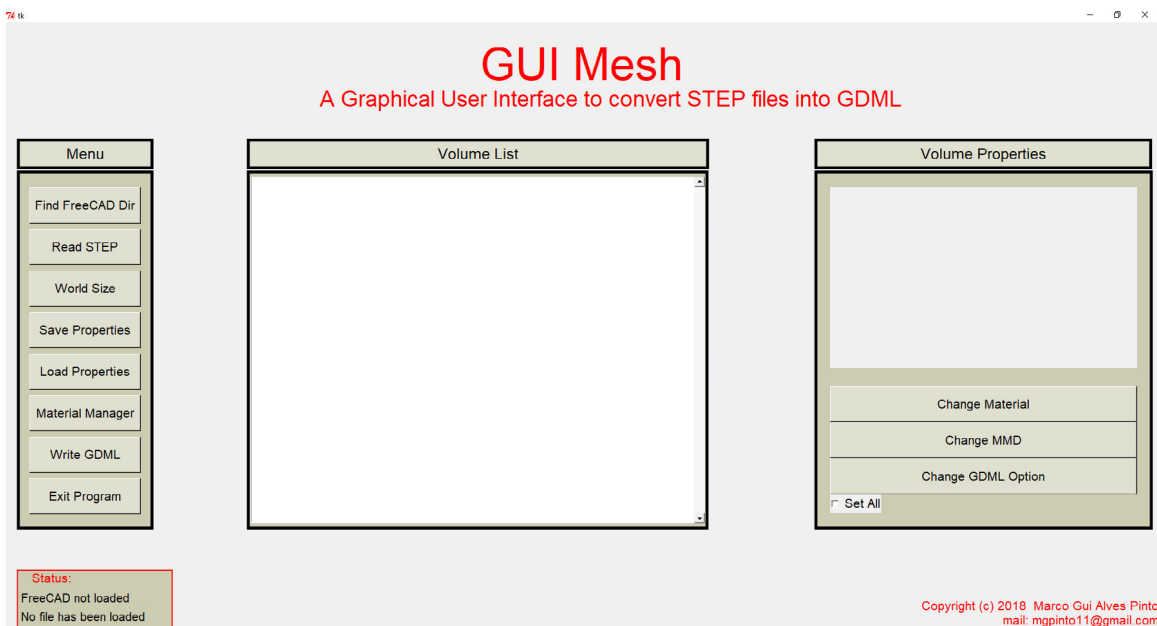 tk
GUI Mesh
A Graphical User Interface to convert STEP files into GDML
Menu
Find FreeCAD Dir
Read STEP
World Size
Save Properties
Load Properties
Material Manager
Write GDML
Exit Program
Volume List
Volume Properties
Change Material
Change MMD
Change GDML Option
Set All
Status:
FreeCAD not loaded
No file has been loaded
Copyright (c) 2018 Marco Gui Alves Pinto
mail: mgpinto11@gmail.com